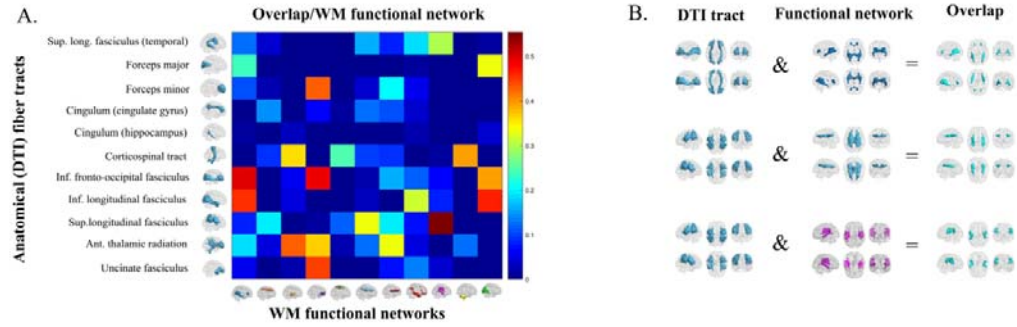 A.
Overlap/WM functional network
Anatomical (DTI) fiber tracts
Sup. long. fasciculus (temporal)
Forceps major
Forceps minor
Cingulum (cingulate gyrus)
Cingulum (hippocampus)
Corticospinal tract
Inf. fronto-occipital fasciculus
Inf. longitudinal fasciculus
Sup.longitudinal fasciculus
Ant. thalamic radiation
Uncinate fasciculus
0.5
0.4
0.3
0.2
0.1
0
WM functional networks
B.
DTI tract
Functional network
Overlap
& =
& =
& =